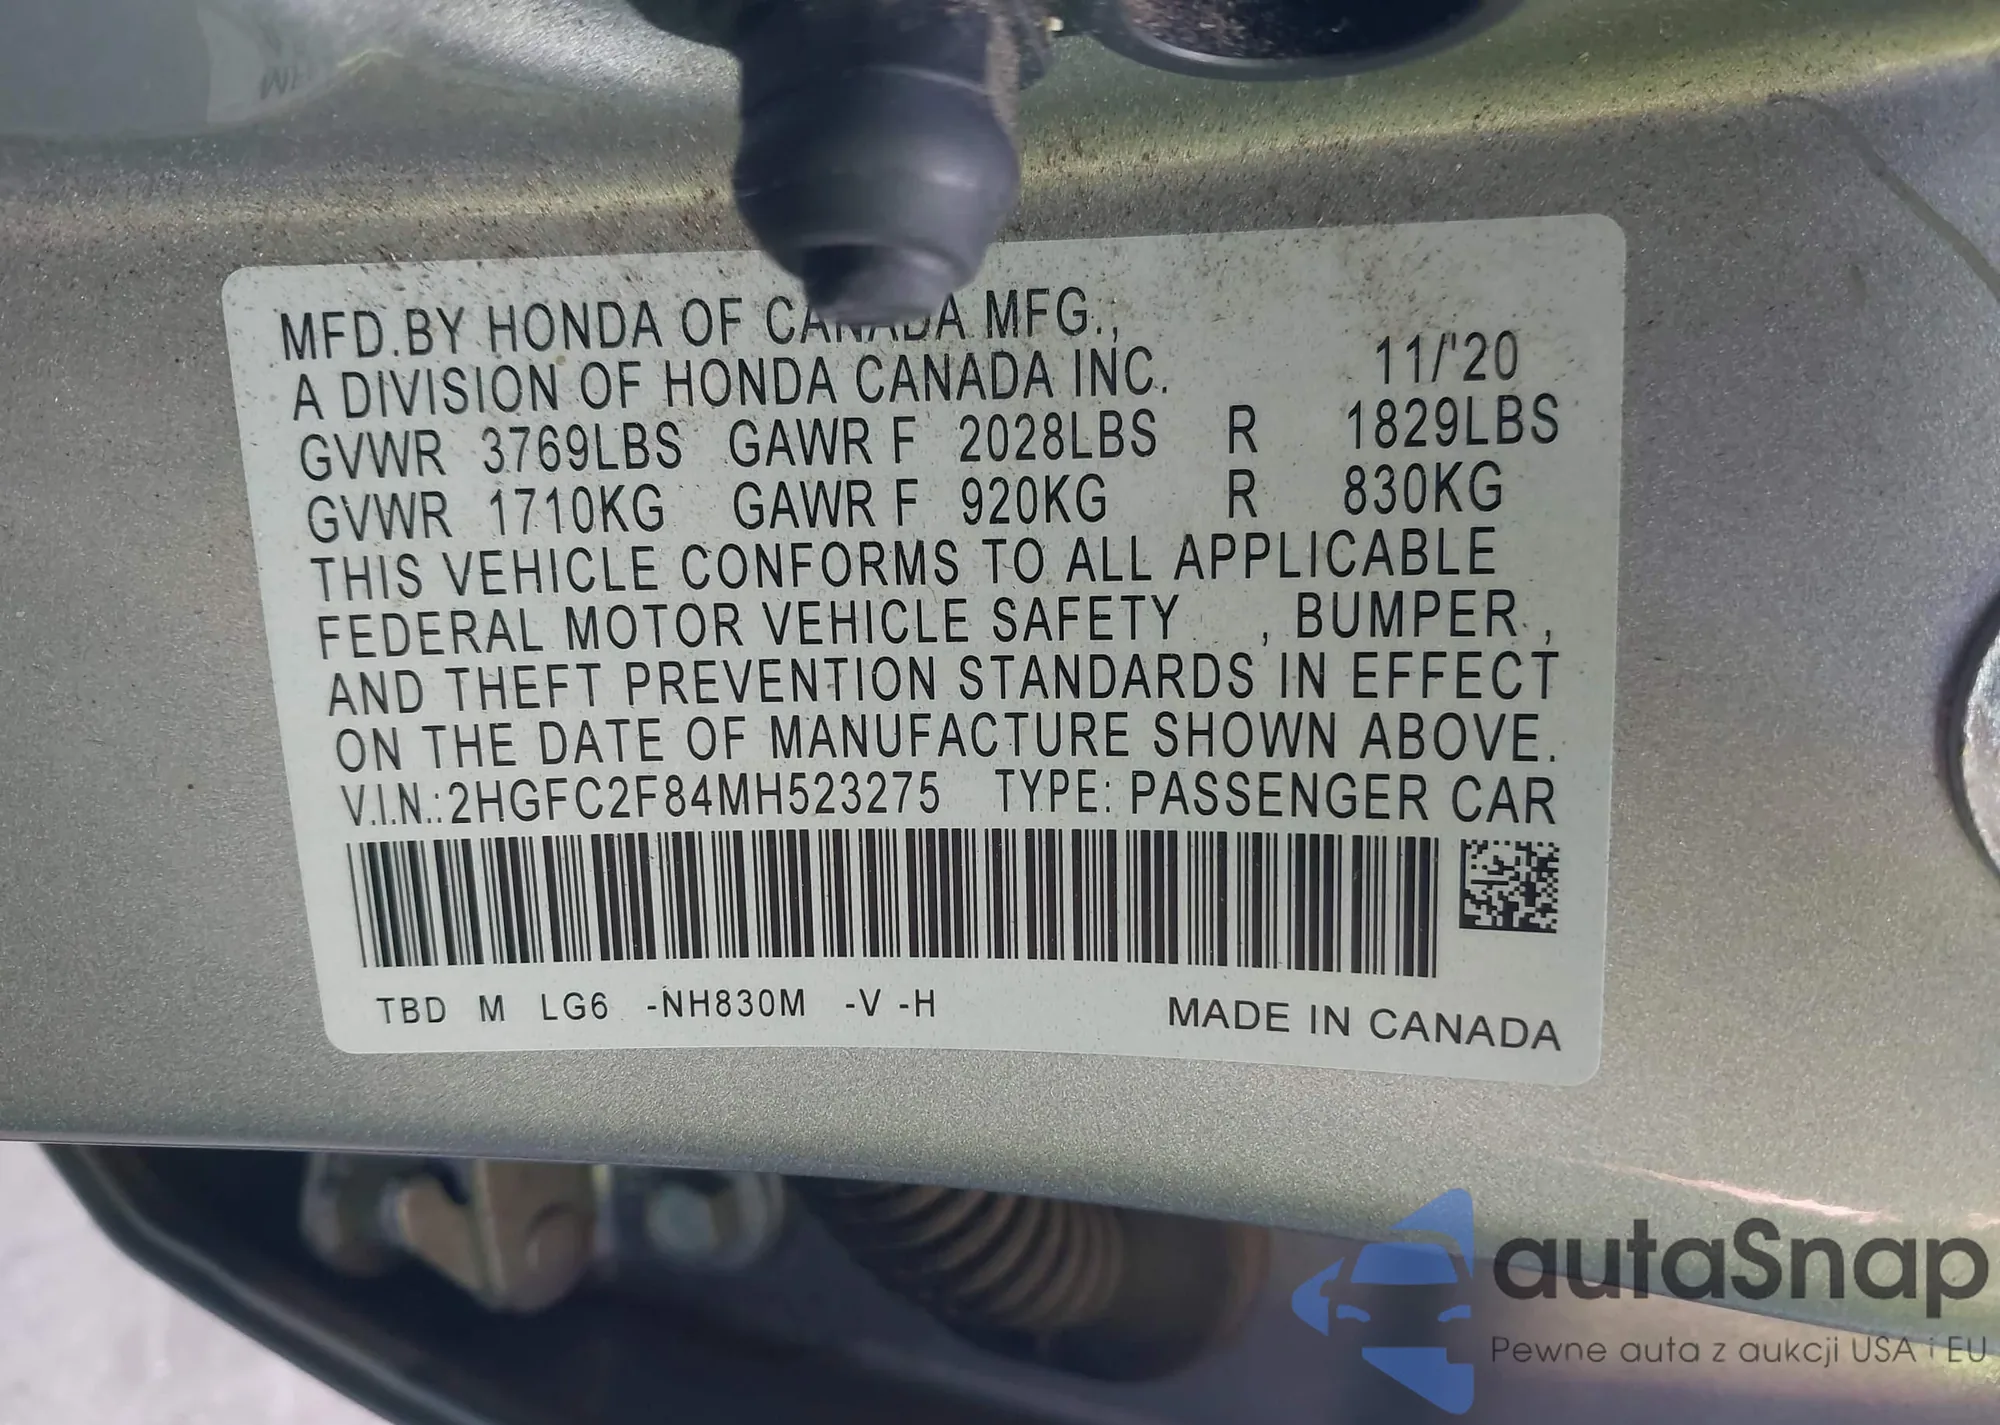 MFD.BY HONDA OF CANADA MFG.,
A DIVISION OF HONDA CANADA INC. 11/'20
GVWR 3769LBS GAWR F 2028LBS R 1829LBS
GVWR 1710KG GAWR F 920KG R 830KG
THIS VEHICLE CONFORMS TO ALL APPLICABLE
FEDERAL MOTOR VEHICLE SAFETY , BUMPER ,
AND THEFT PREVENTION STANDARDS IN EFFECT
ON THE DATE OF MANUFACTURE SHOWN ABOVE.
V.I.N.:2HGFC2F84MH523275 TYPE: PASSENGER CAR
TBD M LG6 -NH830M -V -H MADE IN CANADA
autaSnap
Pewne auta z aukcji USA i EU